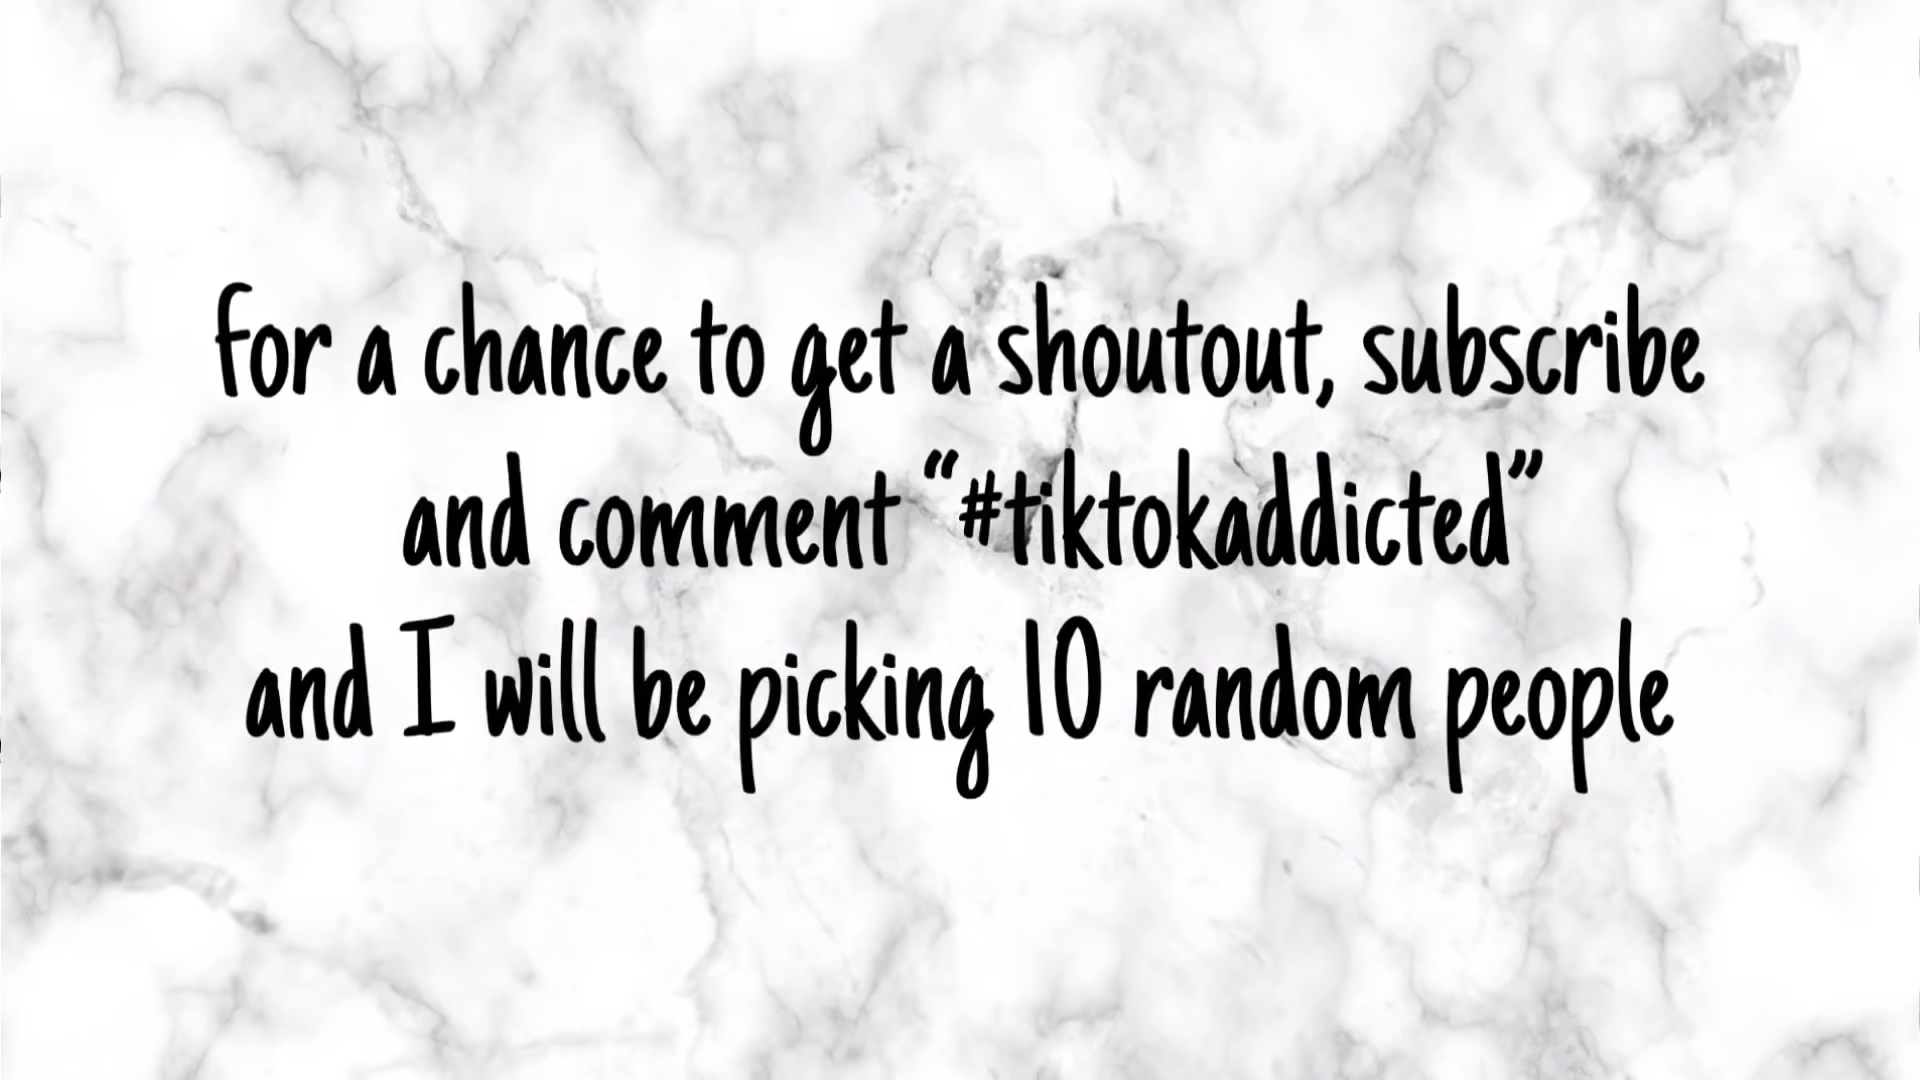 for a chance to get a shoutout, subscribe
and comment “#tiktokaddicted”
and I will be picking 10 random people